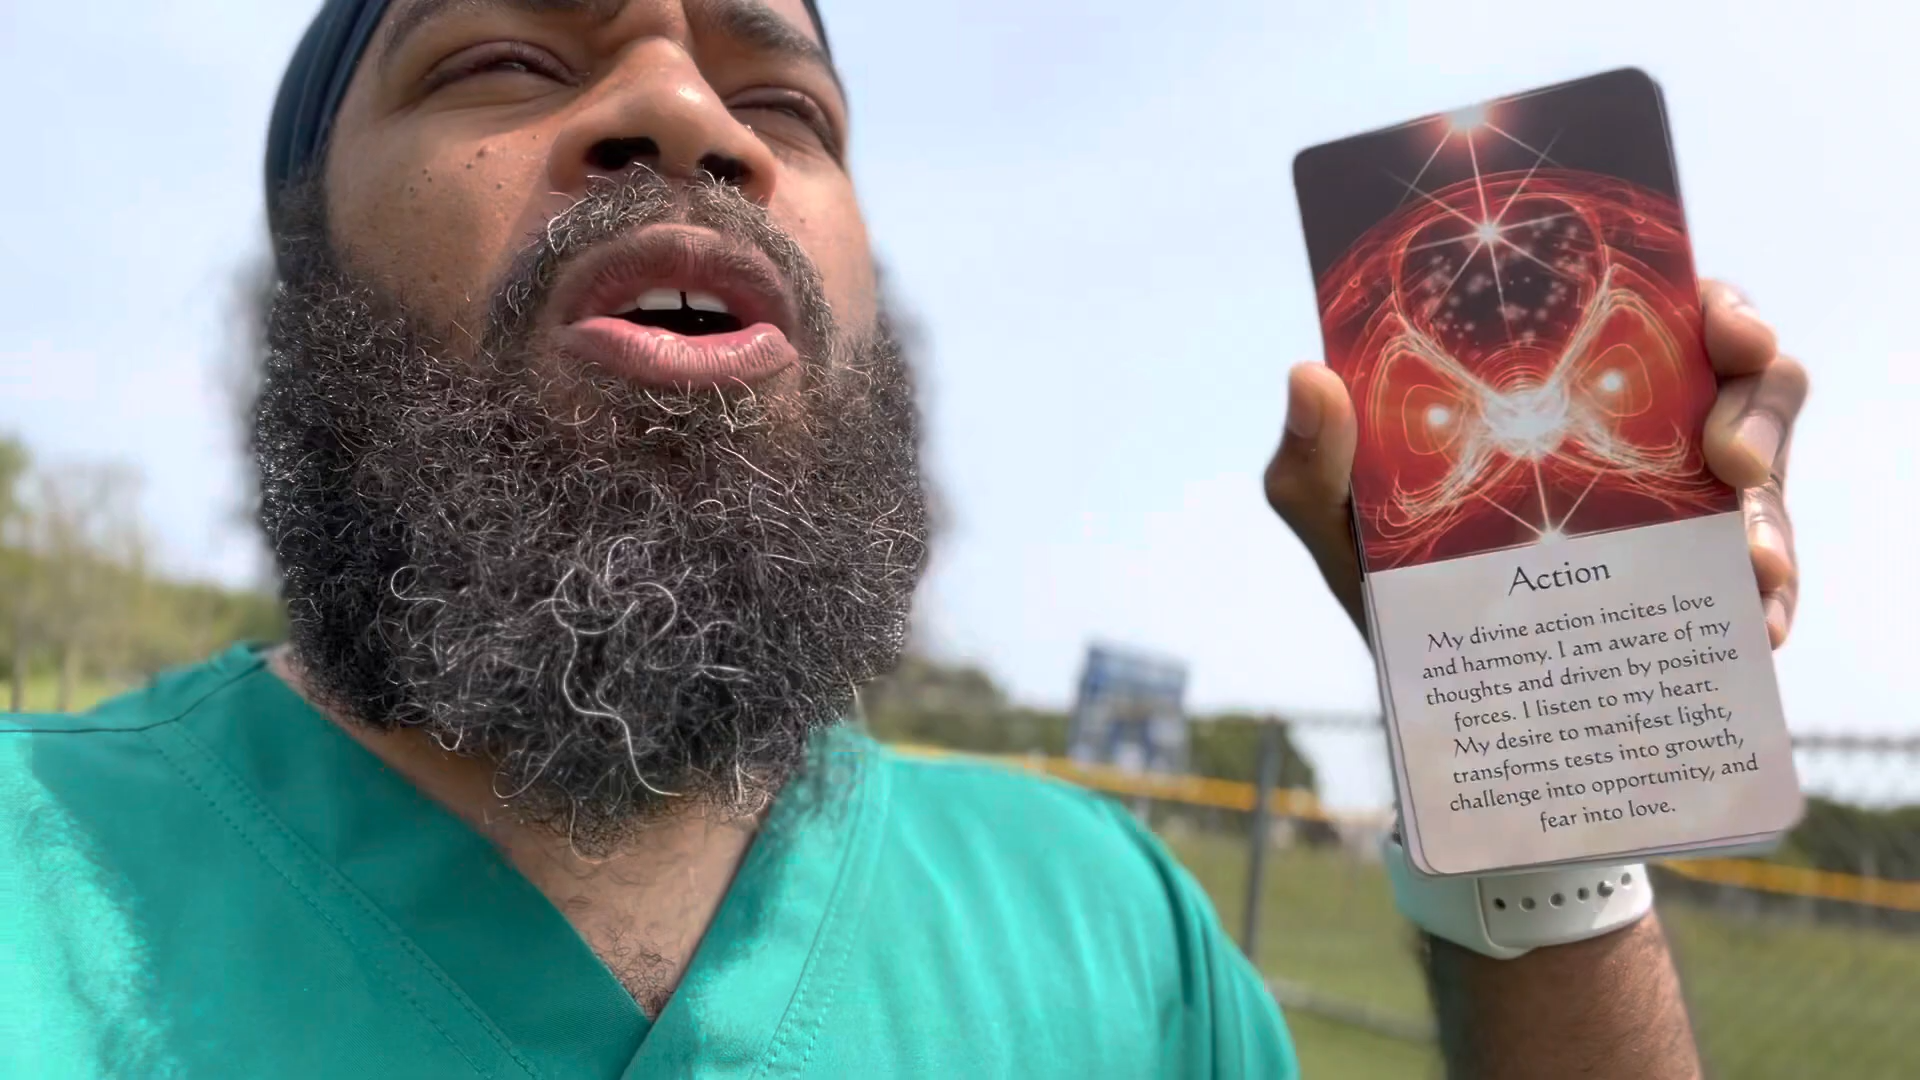 Action
My divine action incites love
and harmony. I am aware of my
thoughts and driven by positive
forces. I listen to my heart.
My desire to manifest light,
transforms tests into growth,
challenge into opportunity, and
fear into love.